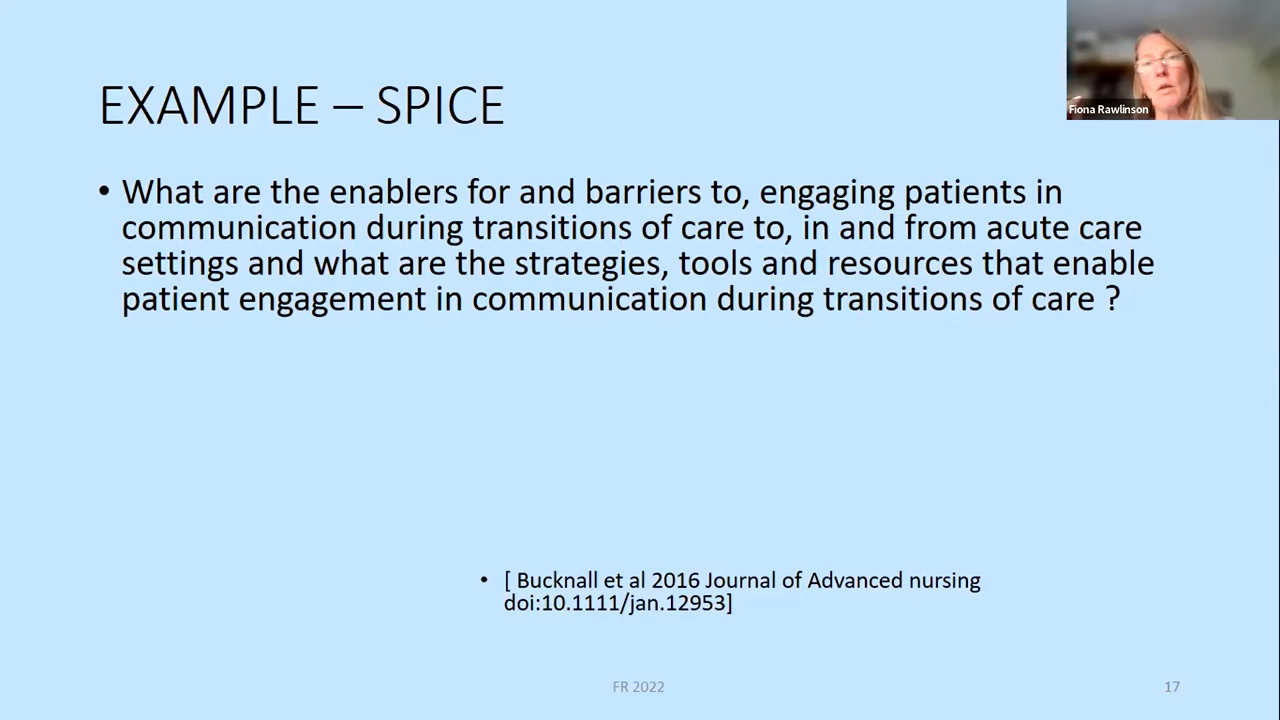 Fiona Rawlinson
EXAMPLE – SPICE
• What are the enablers for and barriers to, engaging patients in
communication during transitions of care to, in and from acute care
settings and what are the strategies, tools and resources that enable
patient engagement in communication during transitions of care ?
• [ Bucknall et al 2016 Journal of Advanced nursing
doi:10.1111/jan.12953]
FR 2022
17